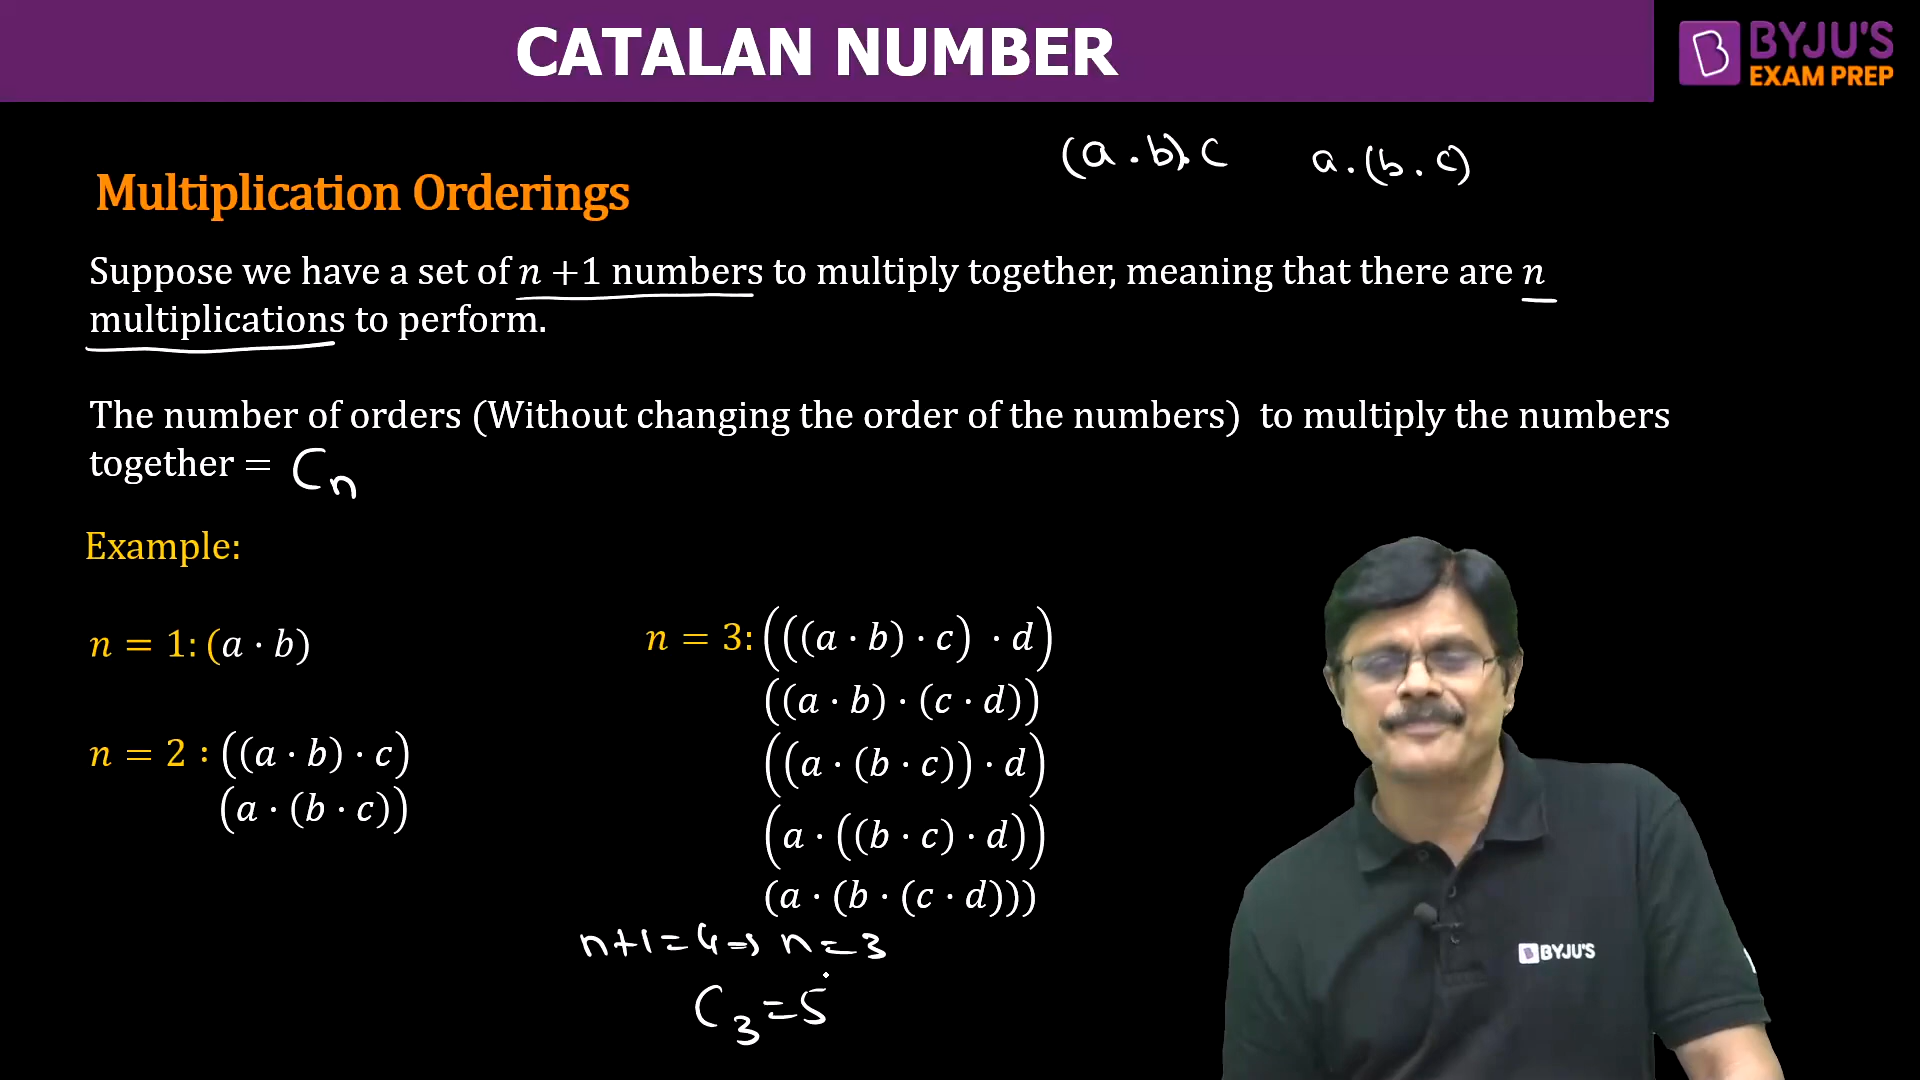 CATALAN NUMBER
BYJU'S
EXAM PREP
(a . b). c a . (b . c)
Multiplication Orderings
Suppose we have a set of n +1 numbers to multiply together, meaning that there are n
multiplications to perform.
The number of orders (Without changing the order of the numbers) to multiply the numbers
together = Cn
Example:
n = 1: (a · b)
n = 2 : ((a · b) · c)
(a · (b · c))
n = 3: (((a · b) · c) · d)
((a · b) · (c · d))
((a · (b · c)) · d)
(a · ((b · c) · d))
(a · (b · (c · d)))
n+1=4→ n=3
C3=5
BYJU'S